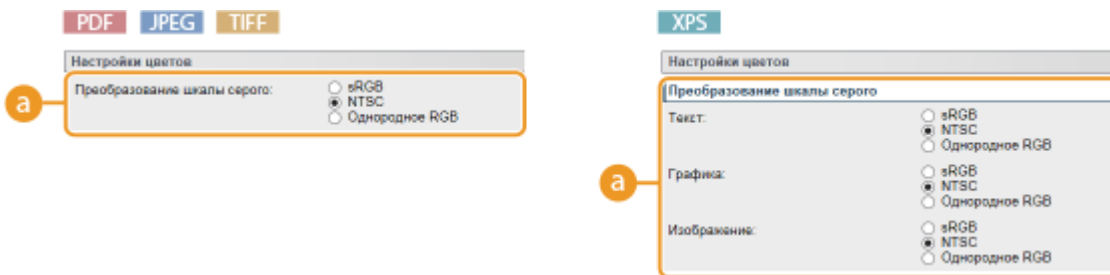 PDF JPEG TIFF
Настройки цветов
a
Преобразование шкалы серого:
sRGB
NTSC
Однородное RGB
XPS
Настройки цветов
Преобразование шкалы серого
a
Текст:
sRGB
NTSC
Однородное RGB
Графика:
sRGB
NTSC
Однородное RGB
Изображение:
sRGB
NTSC
Однородное RGB